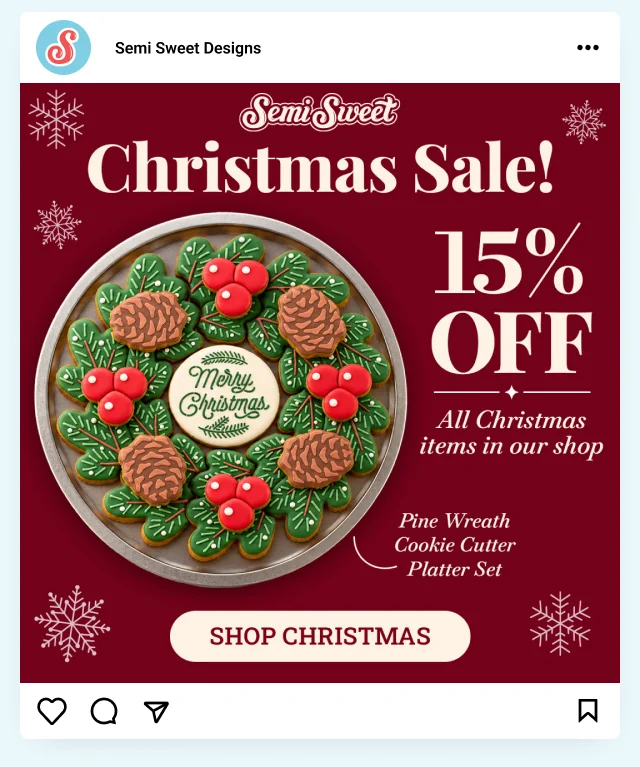 Semi Sweet Designs
Semi Sweet
Christmas Sale!
15%
OFF
All Christmas
items in our shop
Merry
Christmas
Pine Wreath
Cookie Cutter
Platter Set
SHOP CHRISTMAS